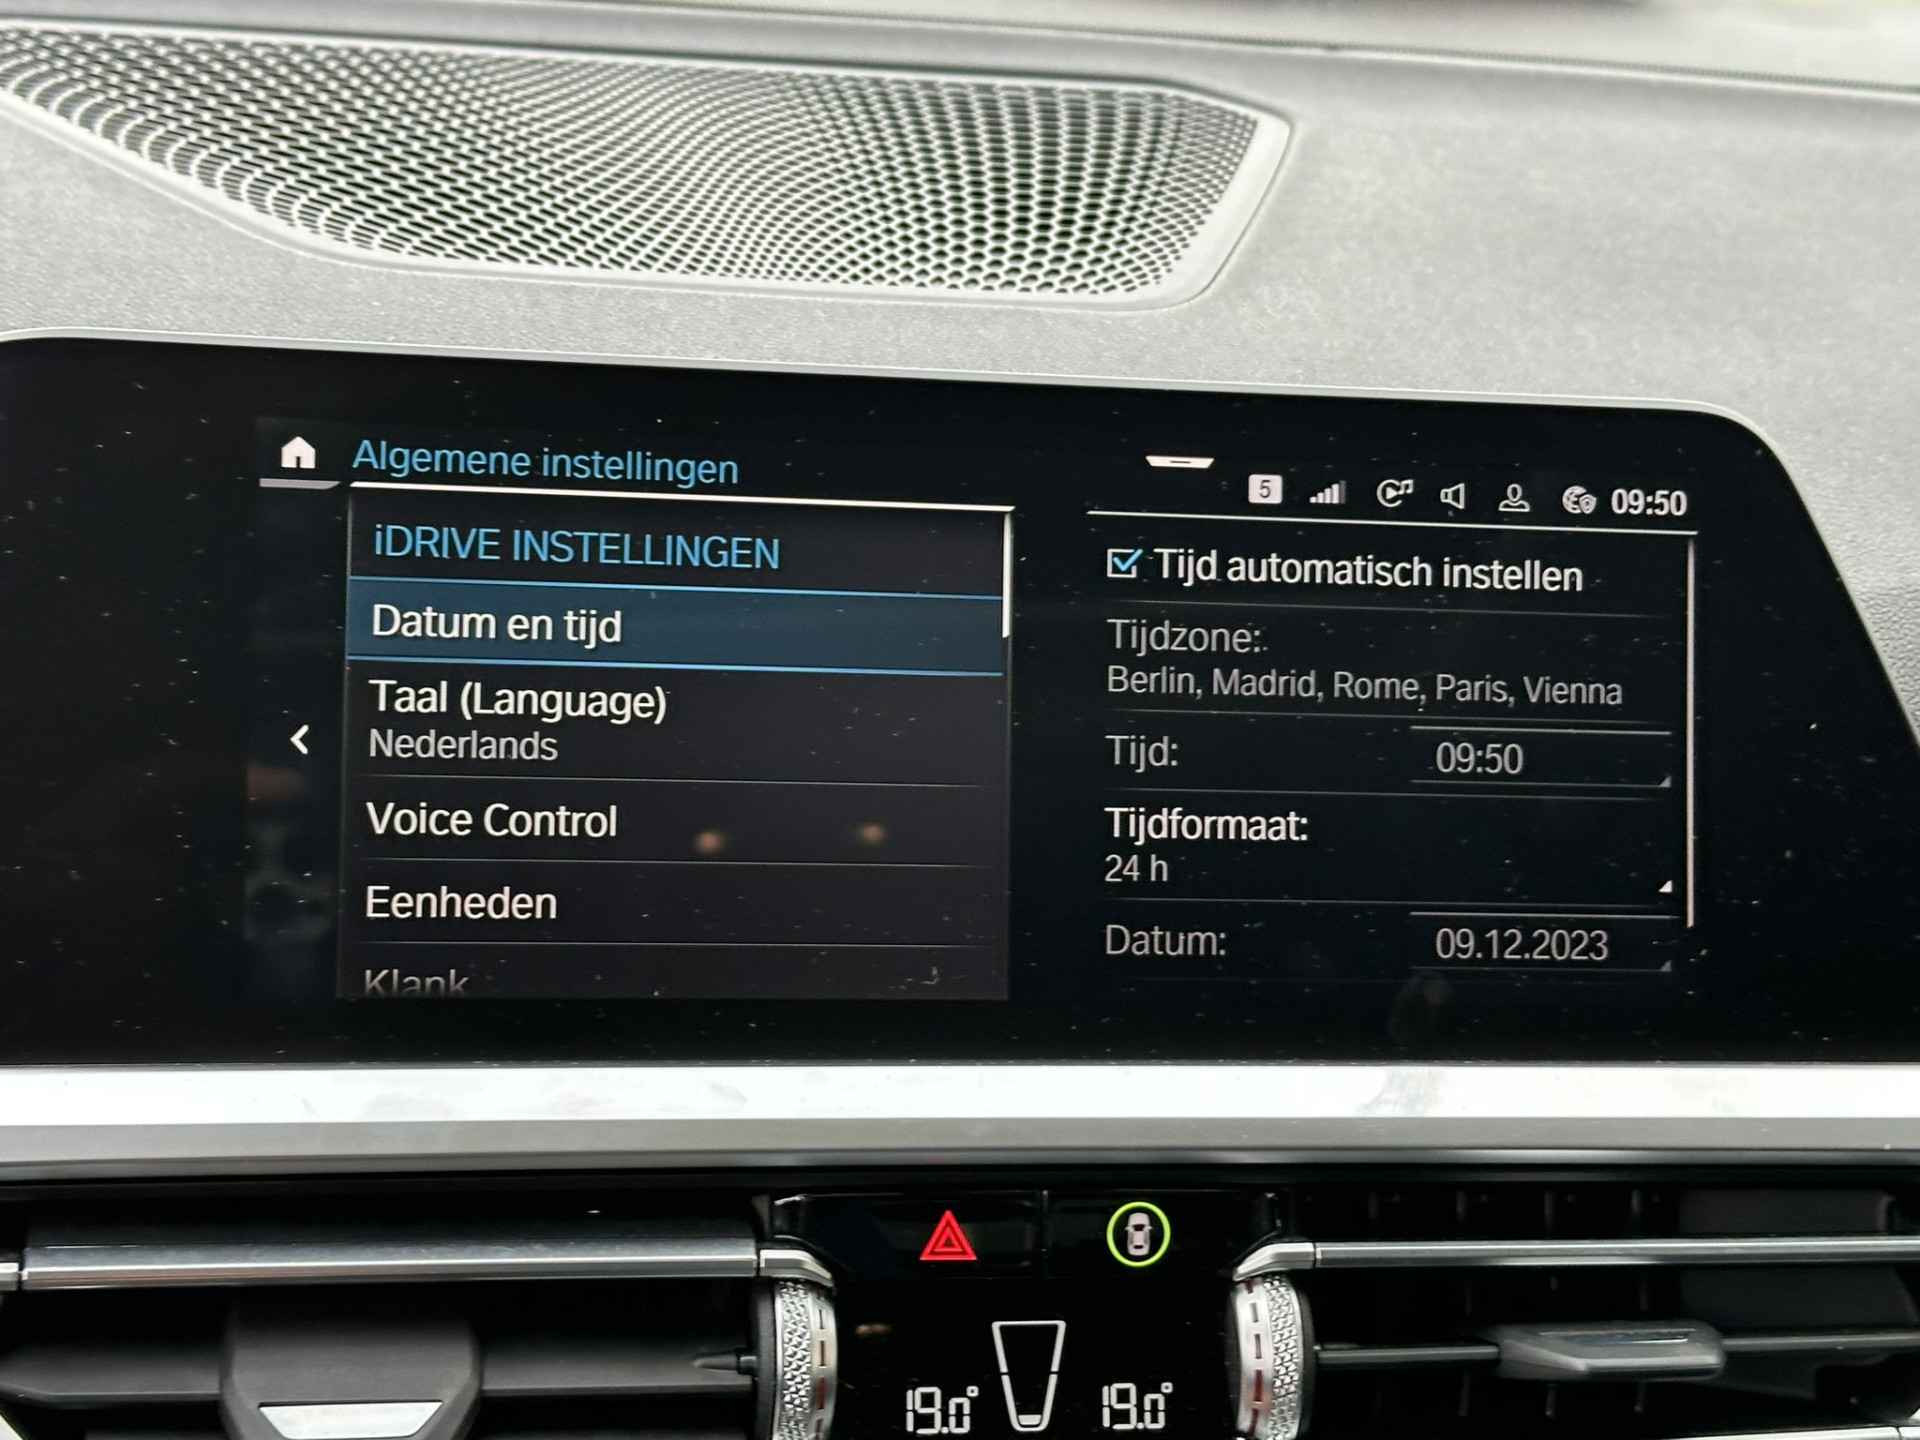 Algemene instellingen
5
09:50
iDRIVE INSTELLINGEN
Datum en tijd
Taal (Language)
Nederlands
Voice Control
Eenheden
Klank
Tijd automatisch instellen
Tijdzone:
Berlin, Madrid, Rome, Paris, Vienna
Tijd: 09:50
Tijdformaat:
24 h
Datum: 09.12.2023
19.0° 19.0°